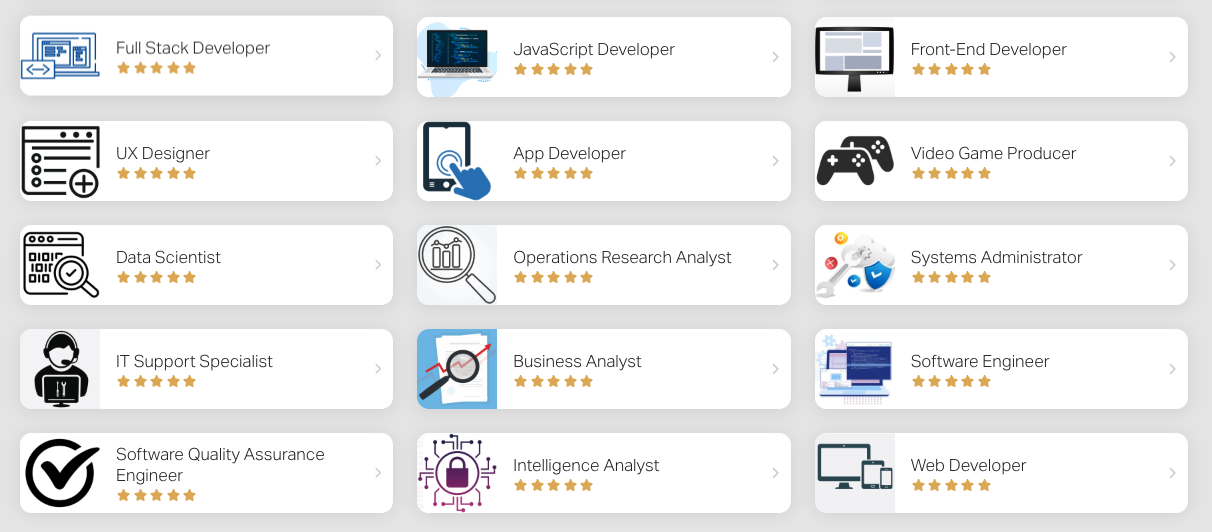 Full Stack Developer
JavaScript Developer
Front-End Developer
UX Designer
App Developer
Video Game Producer
Data Scientist
Operations Research Analyst
Systems Administrator
IT Support Specialist
Business Analyst
Software Engineer
Software Quality Assurance
Engineer
Intelligence Analyst
Web Developer